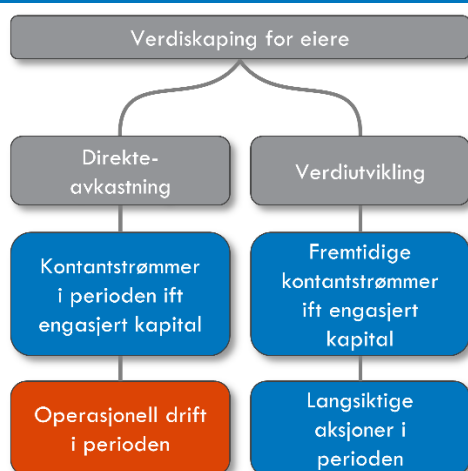 Verdiskaping for eiere
Direkte-
avkastning
Verdiutvikling
Kontantstrømmer
i perioden ift
engasjert kapital
Fremtidige
kontantstrømmer
ift engasjert
kapital
Operasjonell drift
i perioden
Langsiktige
aksjoner i
perioden